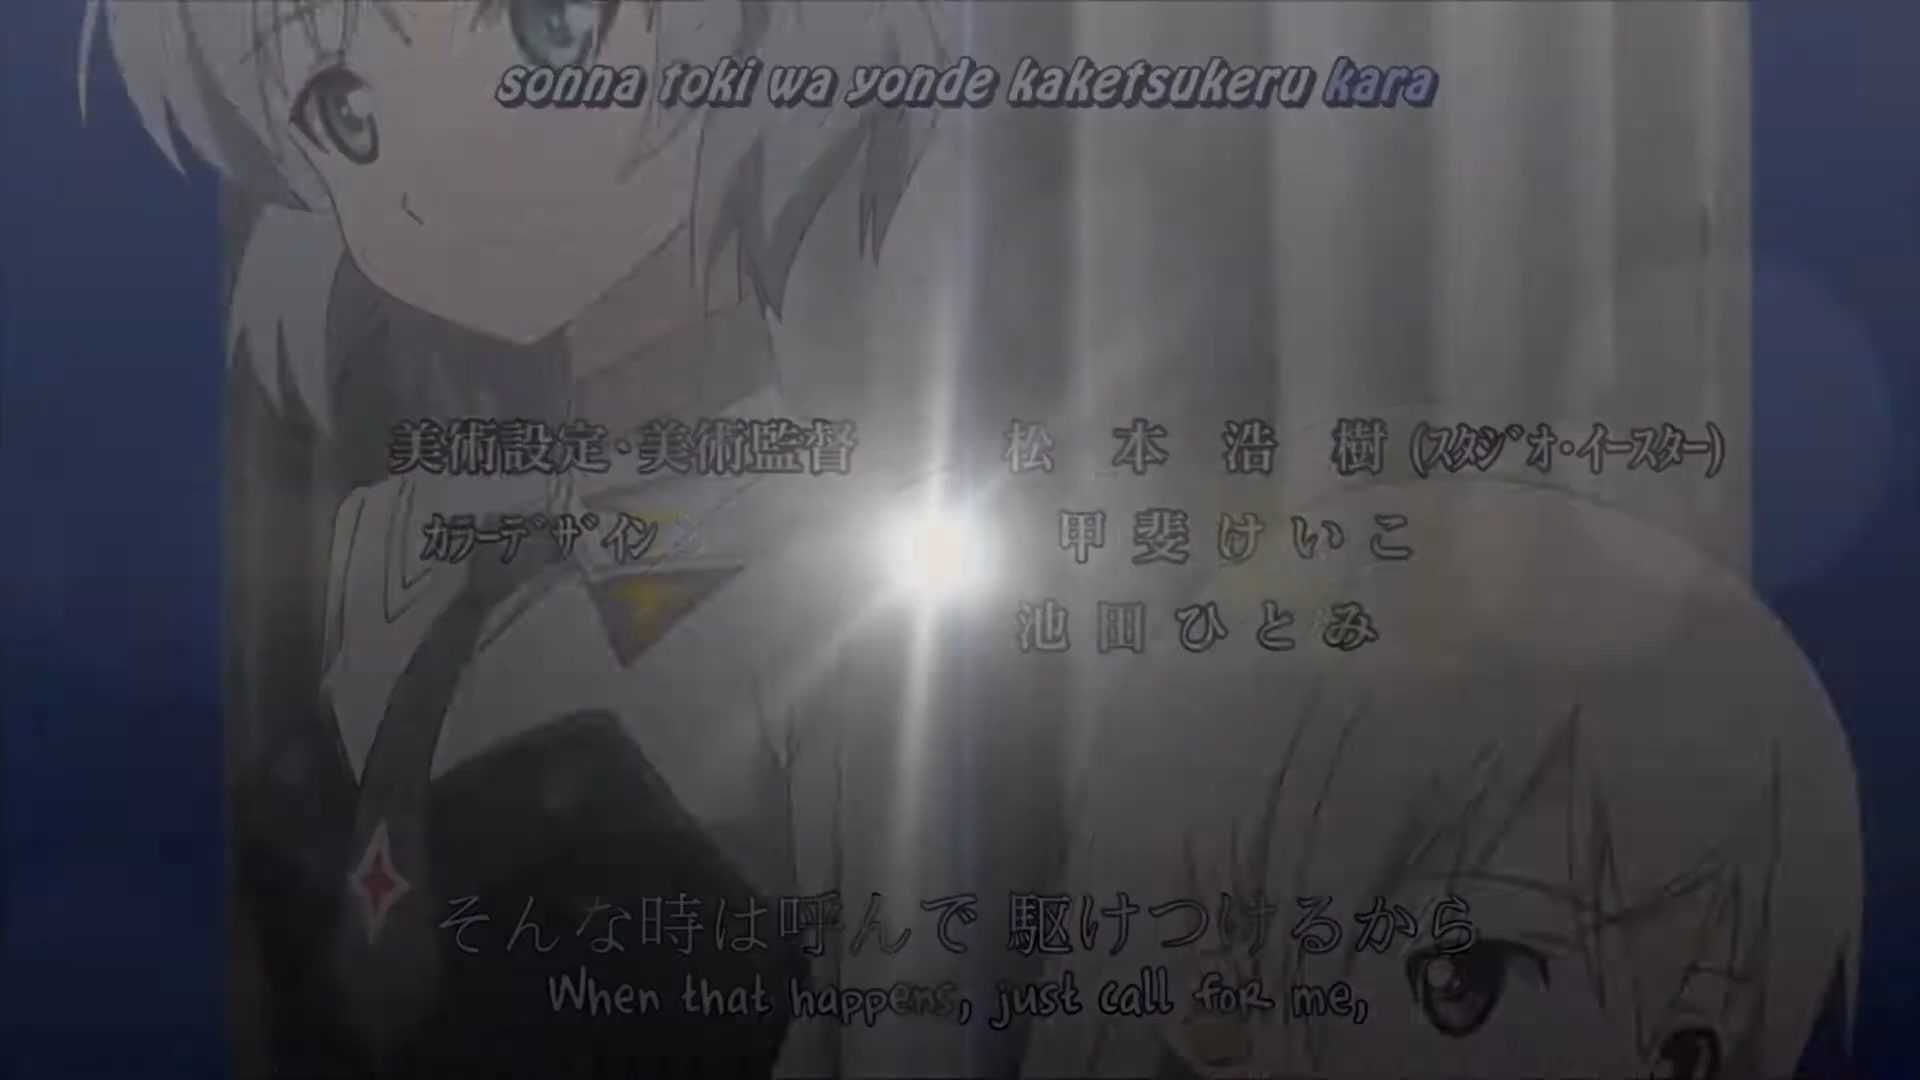 sonna toki wa yonde kaketsukeru kara
美術設定･美術監督 松本浩樹(ｽﾀｼﾞｵ･ｲｰｽﾀｰ)
ｶﾗｰﾃﾞｻﾞｲﾝ 甲斐けいこ
池田ひとみ
そんな時は呼んで 駆けつけるから
When that happens, just call for me,